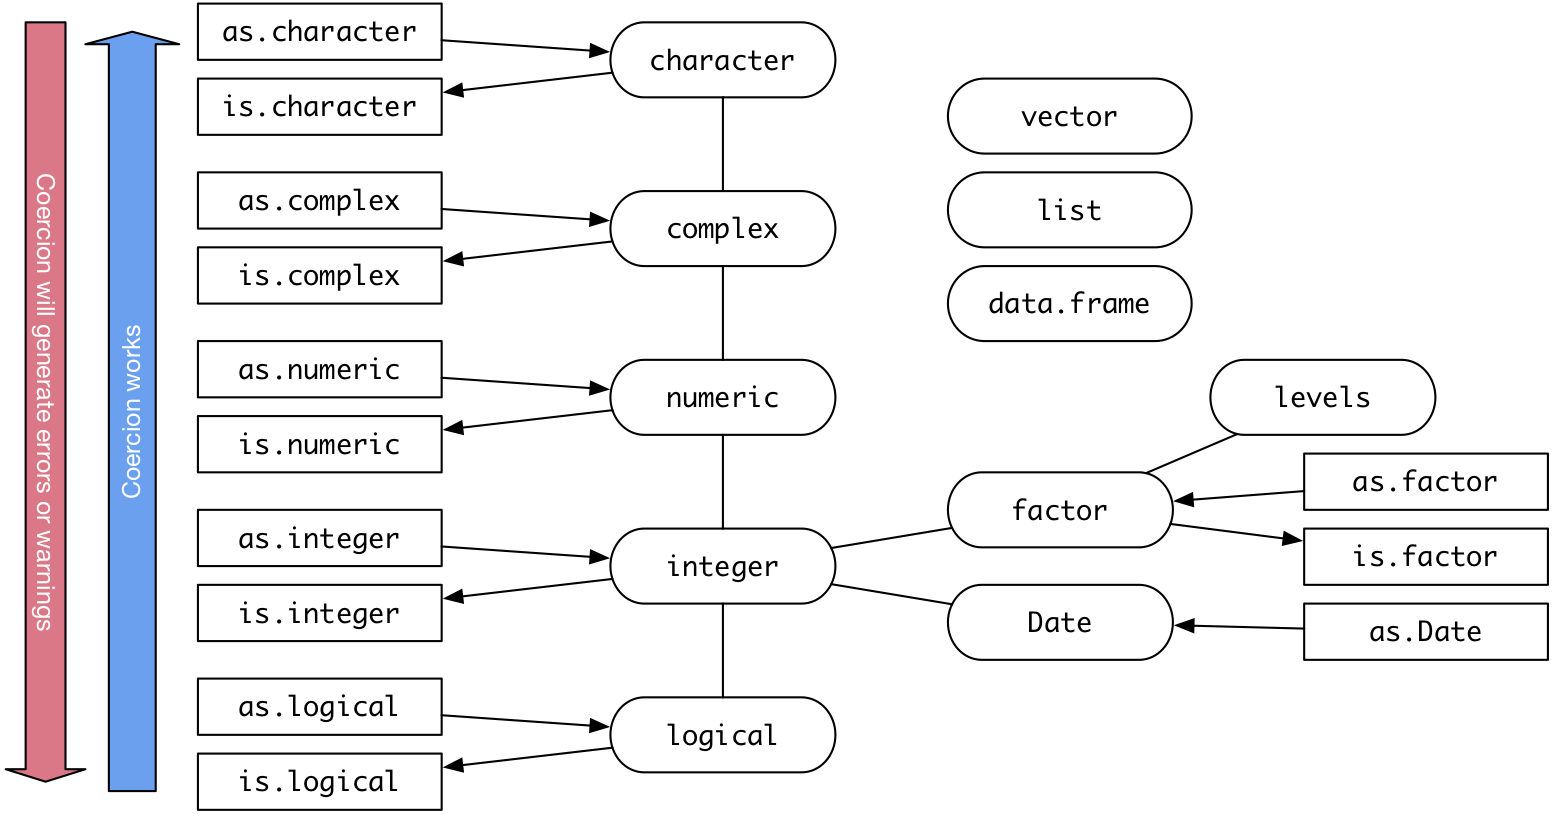 Coercion will generate errors or warnings
Coercion works
as.character
is.character
character
as.complex
is.complex
complex
as.numeric
is.numeric
numeric
as.integer
is.integer
integer
as.logical
is.logical
logical
vector
list
data.frame
levels
factor
as.factor
is.factor
Date
as.Date